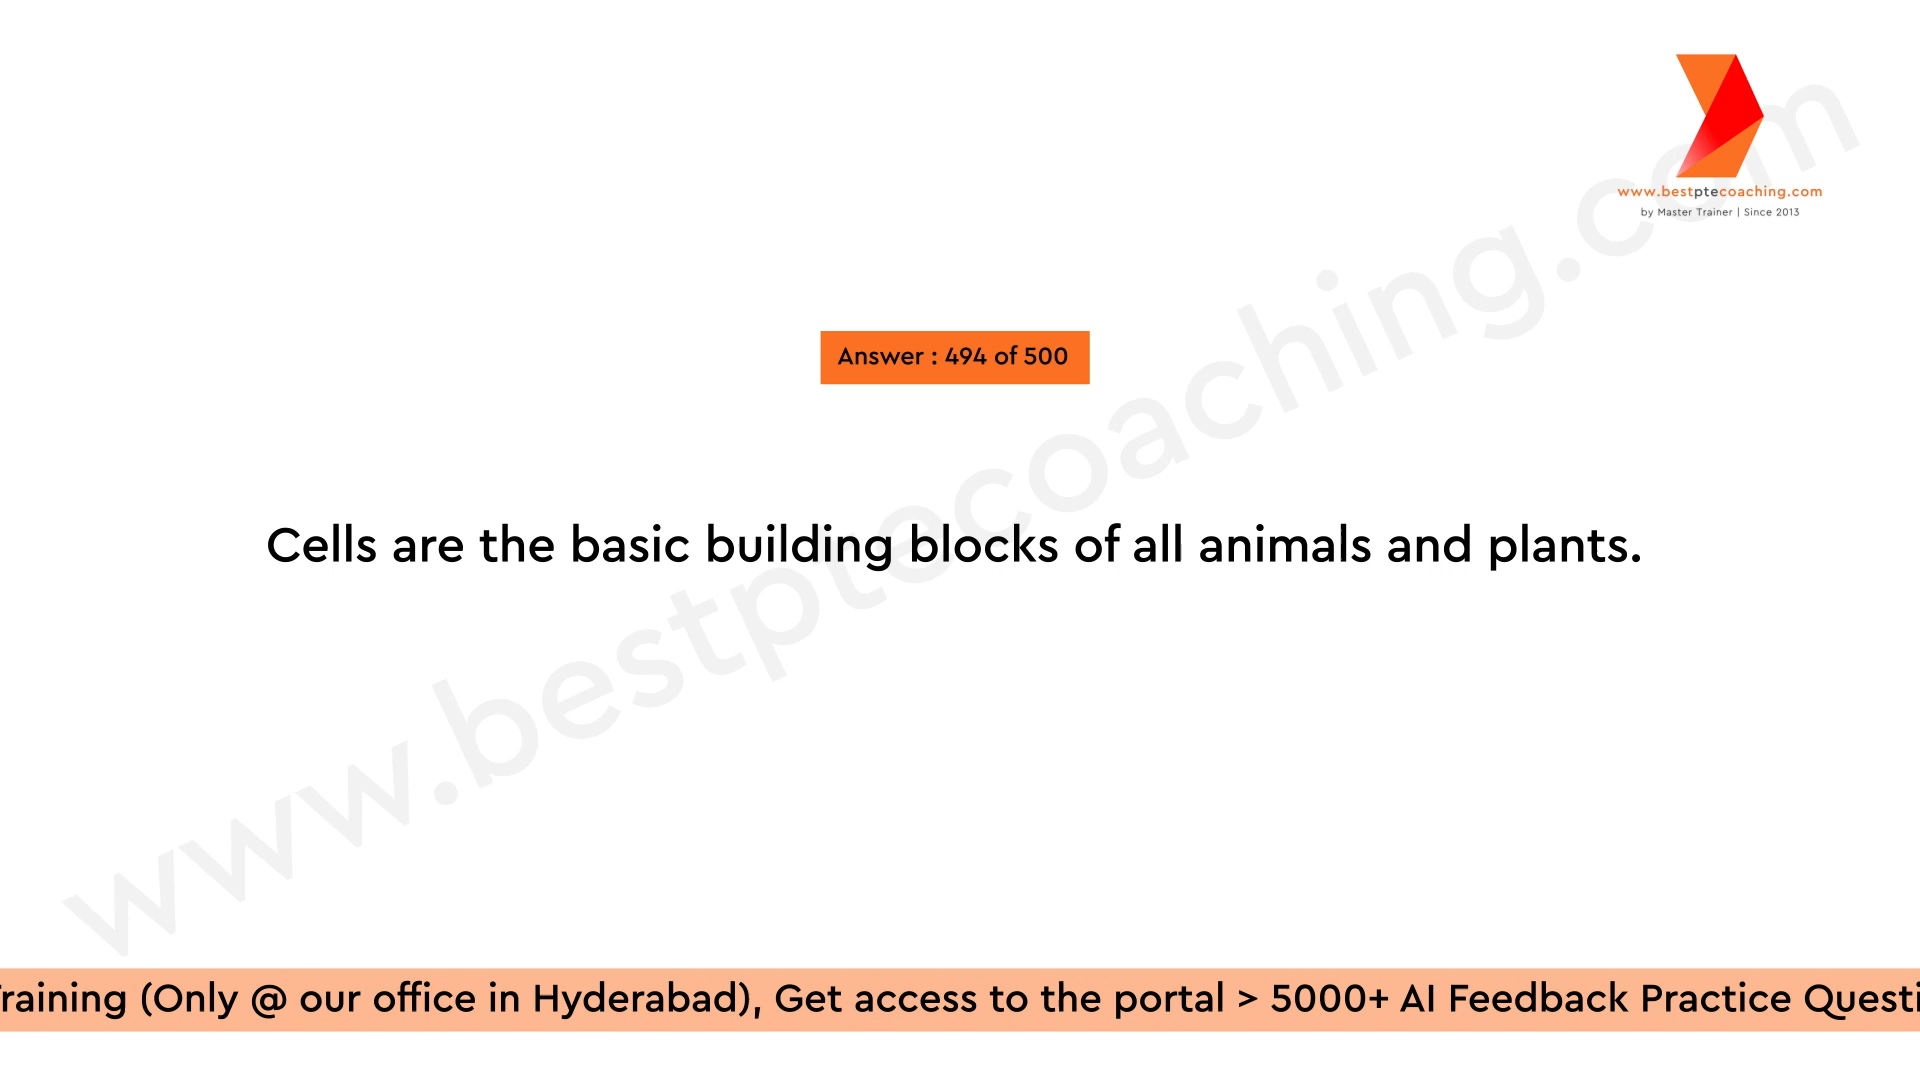 www.bestptecoaching.com
by Master Trainer | Since 2013
Answer : 494 of 500
Cells are the basic building blocks of all animals and plants.
www.bestptecoaching.com
raining (Only @ our office in Hyderabad), Get access to the portal > 5000+ AI Feedback Practice Questi